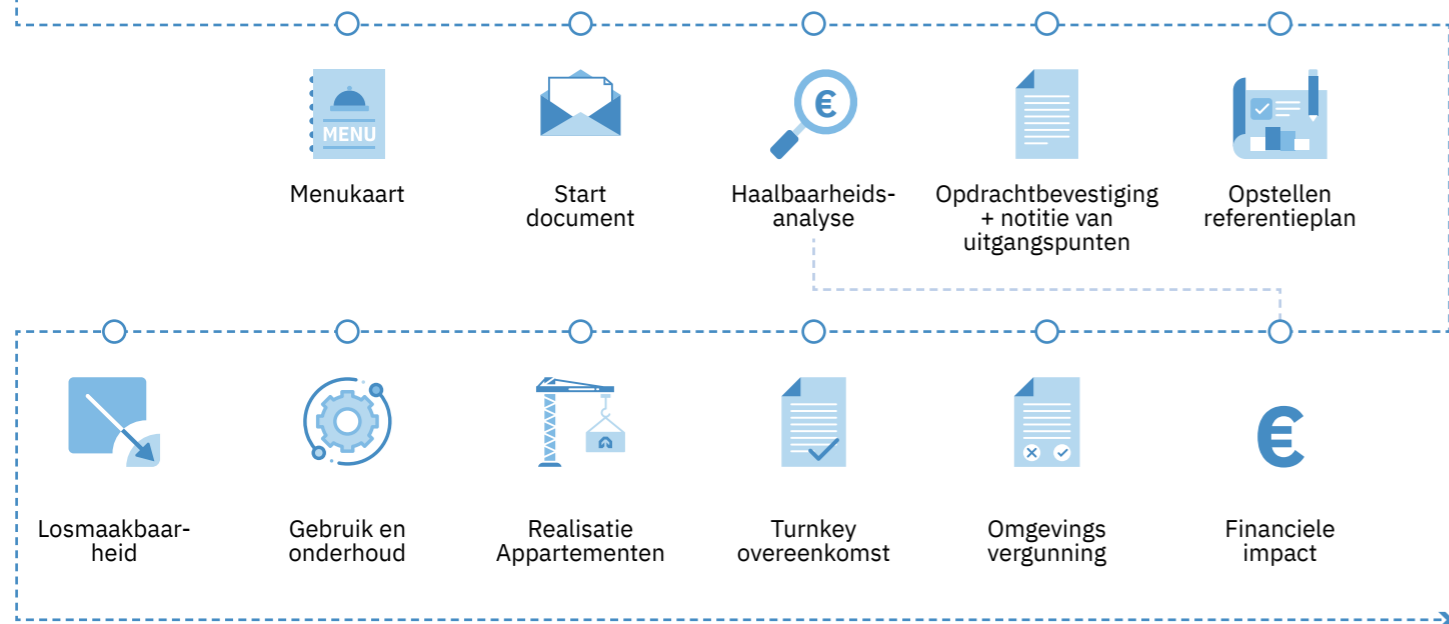 MENU
€
Menukaart
Start
document
Haalbaarheids-
analyse
Opdrachtbevestiging
+ notitie van
uitgangspunten
Opstellen
referentieplan
€
Losmaakbaar-
heid
Gebruik en
onderhoud
Realisatie
Appartementen
Turnkey
overeenkomst
Omgevings
vergunning
Financiele
impact